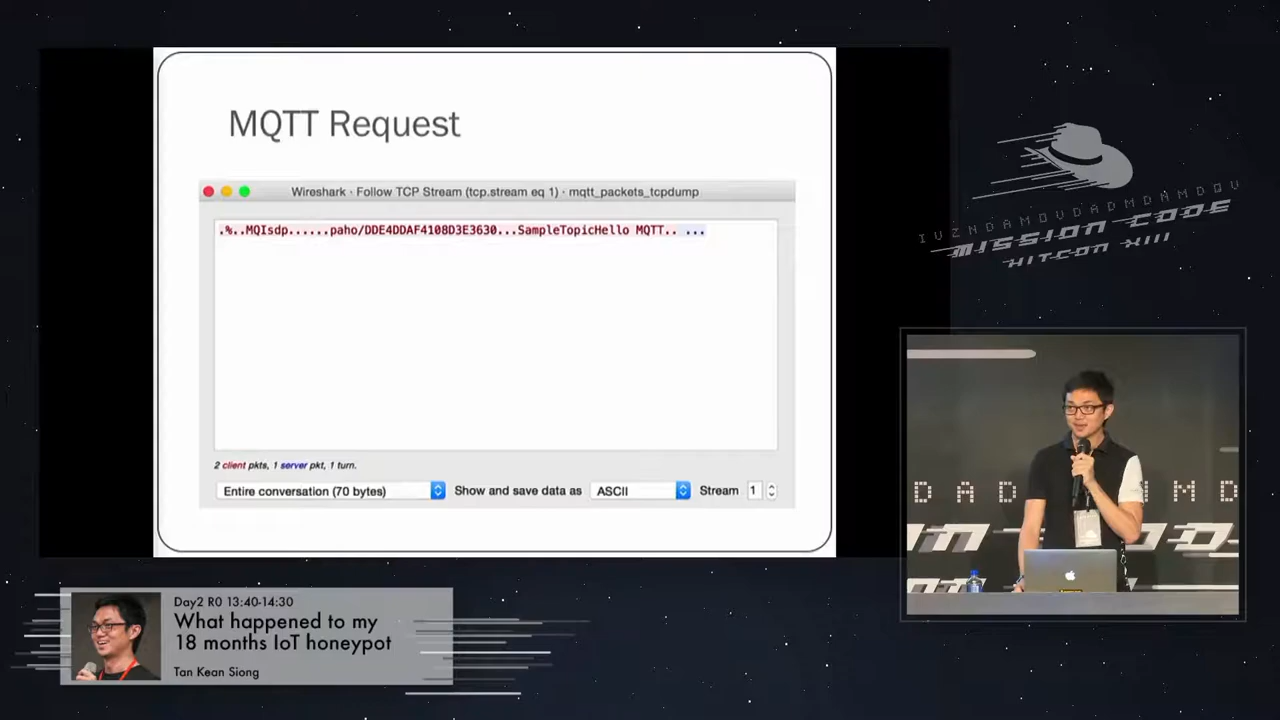 MQTT Request
Wireshark · Follow TCP Stream (tcp.stream eq 1) · mqtt_packets_tcpdump
.%..MQIsdp......paho/DDE4DDAF4108D3E3630...SampleTopicHello MQTT.. ...
2 client pkts, 1 server pkt, 1 turn.
Entire conversation (70 bytes)
Show and save data as
ASCII
Stream
1
IVZNDAMOVDADMDAMDQV
MISSION CODE
HITCON XIII
DAD
MD
Day2 R0 13:40-14:30
What happened to my
18 months IoT honeypot
Tan Kean Siong